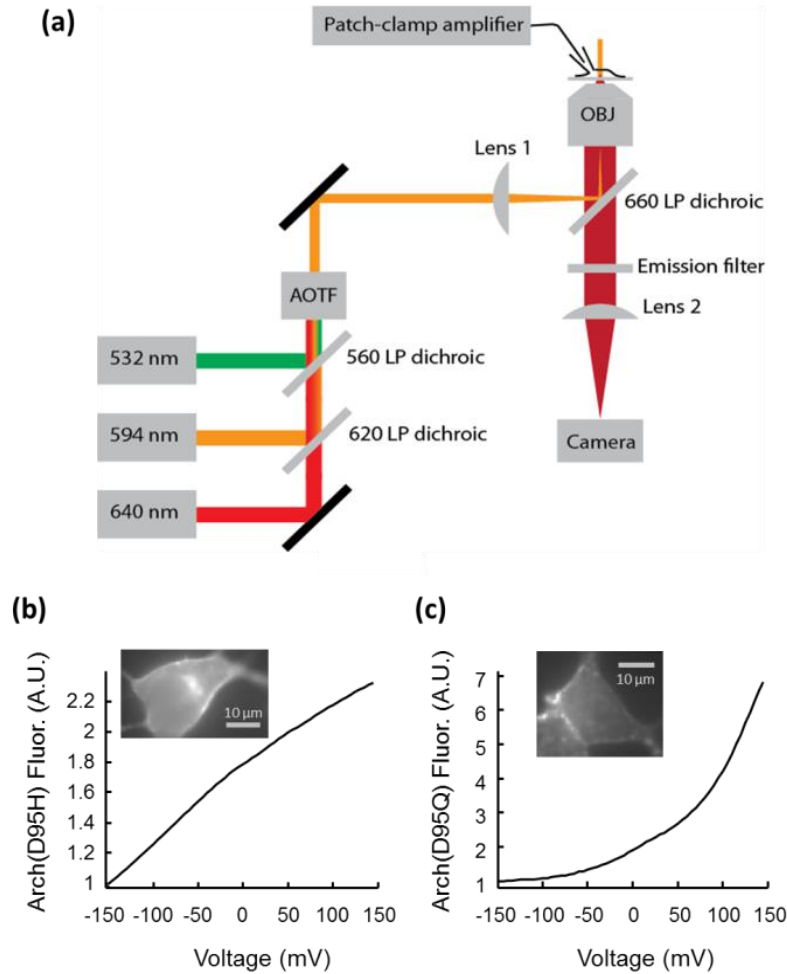 (a)
Patch-clamp amplifier
OBJ
Lens 1
660 LP dichroic
Emission filter
AOTF
Lens 2
532 nm
560 LP dichroic
594 nm
620 LP dichroic
Camera
640 nm
(b)
Arch(D95H) Fluor. (A.U.)
2.2
2
1.8
1.6
1.4
1.2
1
10 µm
-150 -100 -50 0 50 100 150
Voltage (mV)
(c)
Arch(D95Q) Fluor. (A.U.)
7
6
5
4
3
2
1
10 µm
-150 -100 -50 0 50 100 150
Voltage (mV)